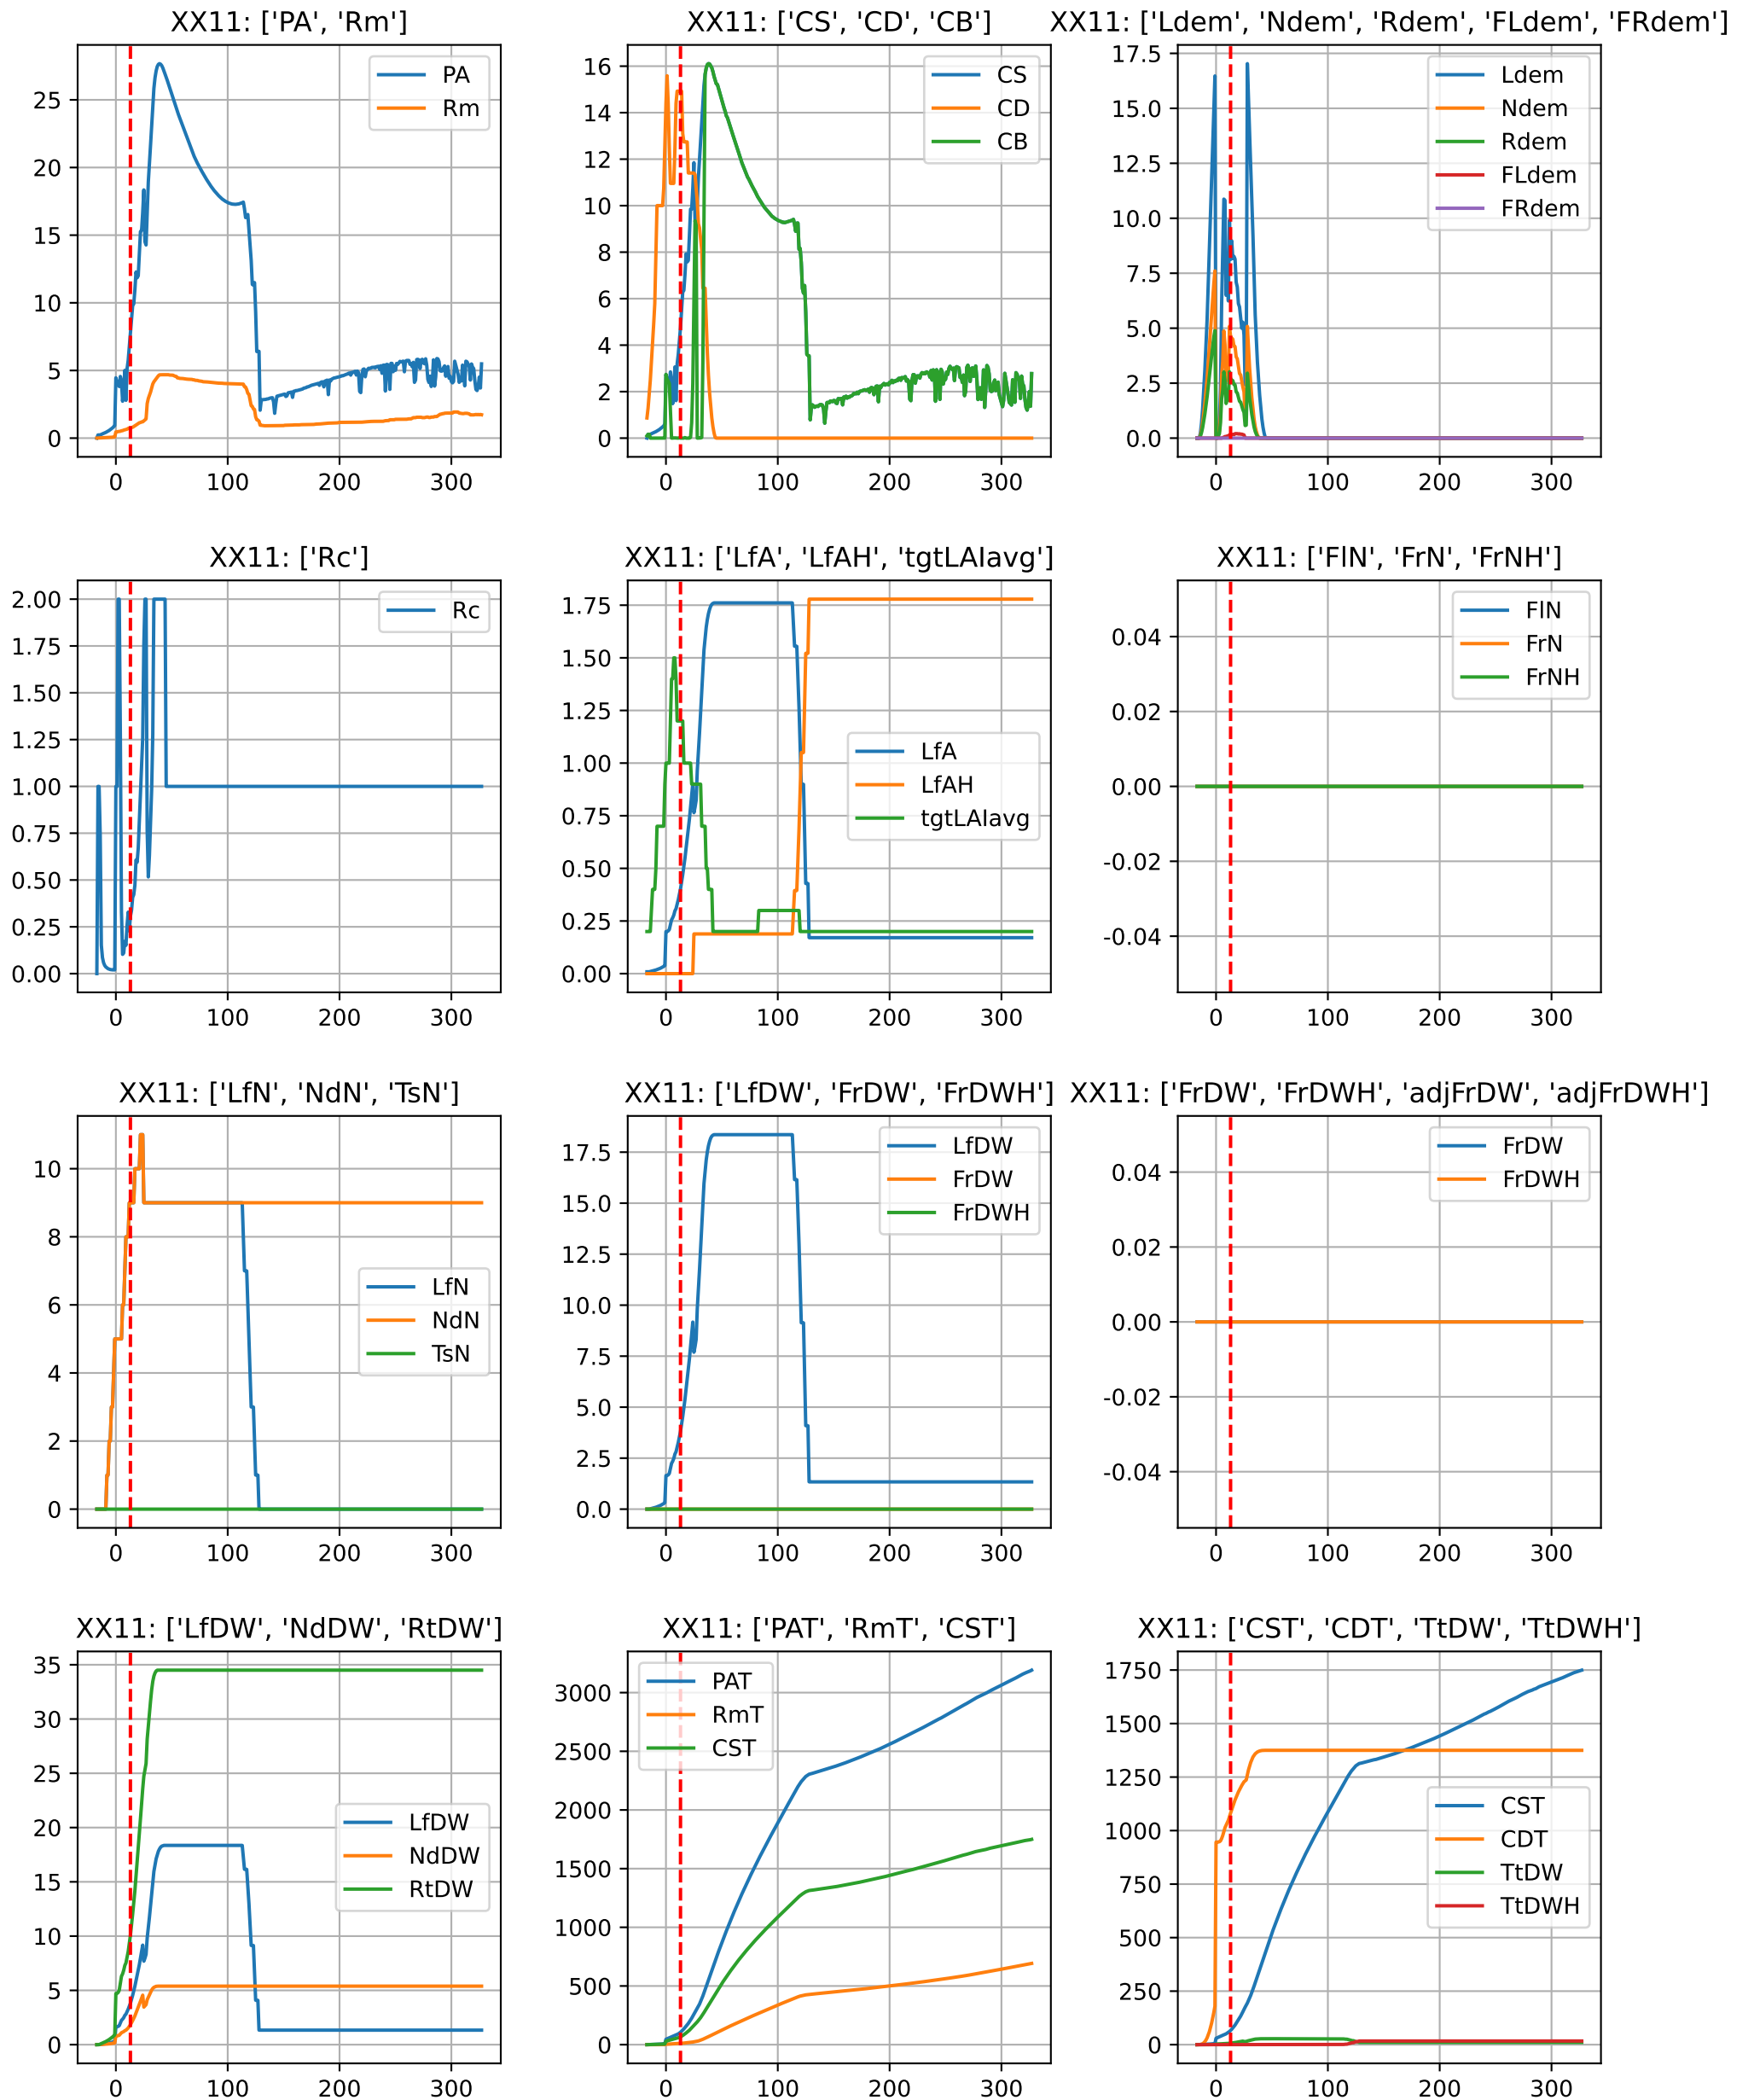 XX11: ['PA', 'Rm']
25
20
15
10
5
0
0 100 200 300
PA
Rm
XX11: ['CS', 'CD', 'CB']
16
14
12
10
8
6
4
2
0
0 100 200 300
CS
CD
CB
XX11: ['Ldem', 'Ndem', 'Rdem', 'FLdem', 'FRdem']
17.5
15.0
12.5
10.0
7.5
5.0
2.5
0.0
0 100 200 300
Ldem
Ndem
Rdem
FLdem
FRdem
XX11: ['Rc']
2.00
1.75
1.50
1.25
1.00
0.75
0.50
0.25
0.00
0 100 200 300
Rc
XX11: ['LfA', 'LfAH', 'tgtLAIavg']
1.75
1.50
1.25
1.00
0.75
0.50
0.25
0.00
0 100 200 300
LfA
LfAH
tgtLAIavg
XX11: ['FlN', 'FrN', 'FrNH']
0.04
0.02
0.00
-0.02
-0.04
0 100 200 300
FlN
FrN
FrNH
XX11: ['LfN', 'NdN', 'TsN']
10
8
6
4
2
0
0 100 200 300
LfN
NdN
TsN
XX11: ['LfDW', 'FrDW', 'FrDWH']
17.5
15.0
12.5
10.0
7.5
5.0
2.5
0.0
0 100 200 300
LfDW
FrDW
FrDWH
XX11: ['FrDW', 'FrDWH', 'adjFrDW', 'adjFrDWH']
0.04
0.02
0.00
-0.02
-0.04
0 100 200 300
FrDW
FrDWH
XX11: ['LfDW', 'NdDW', 'RtDW']
35
30
25
20
15
10
5
0
0 100 200 300
LfDW
NdDW
RtDW
XX11: ['PAT', 'RmT', 'CST']
3000
2500
2000
1500
1000
500
0
0 100 200 300
PAT
RmT
CST
XX11: ['CST', 'CDT', 'TtDW', 'TtDWH']
1750
1500
1250
1000
750
500
250
0
0 100 200 300
CST
CDT
TtDW
TtDWH